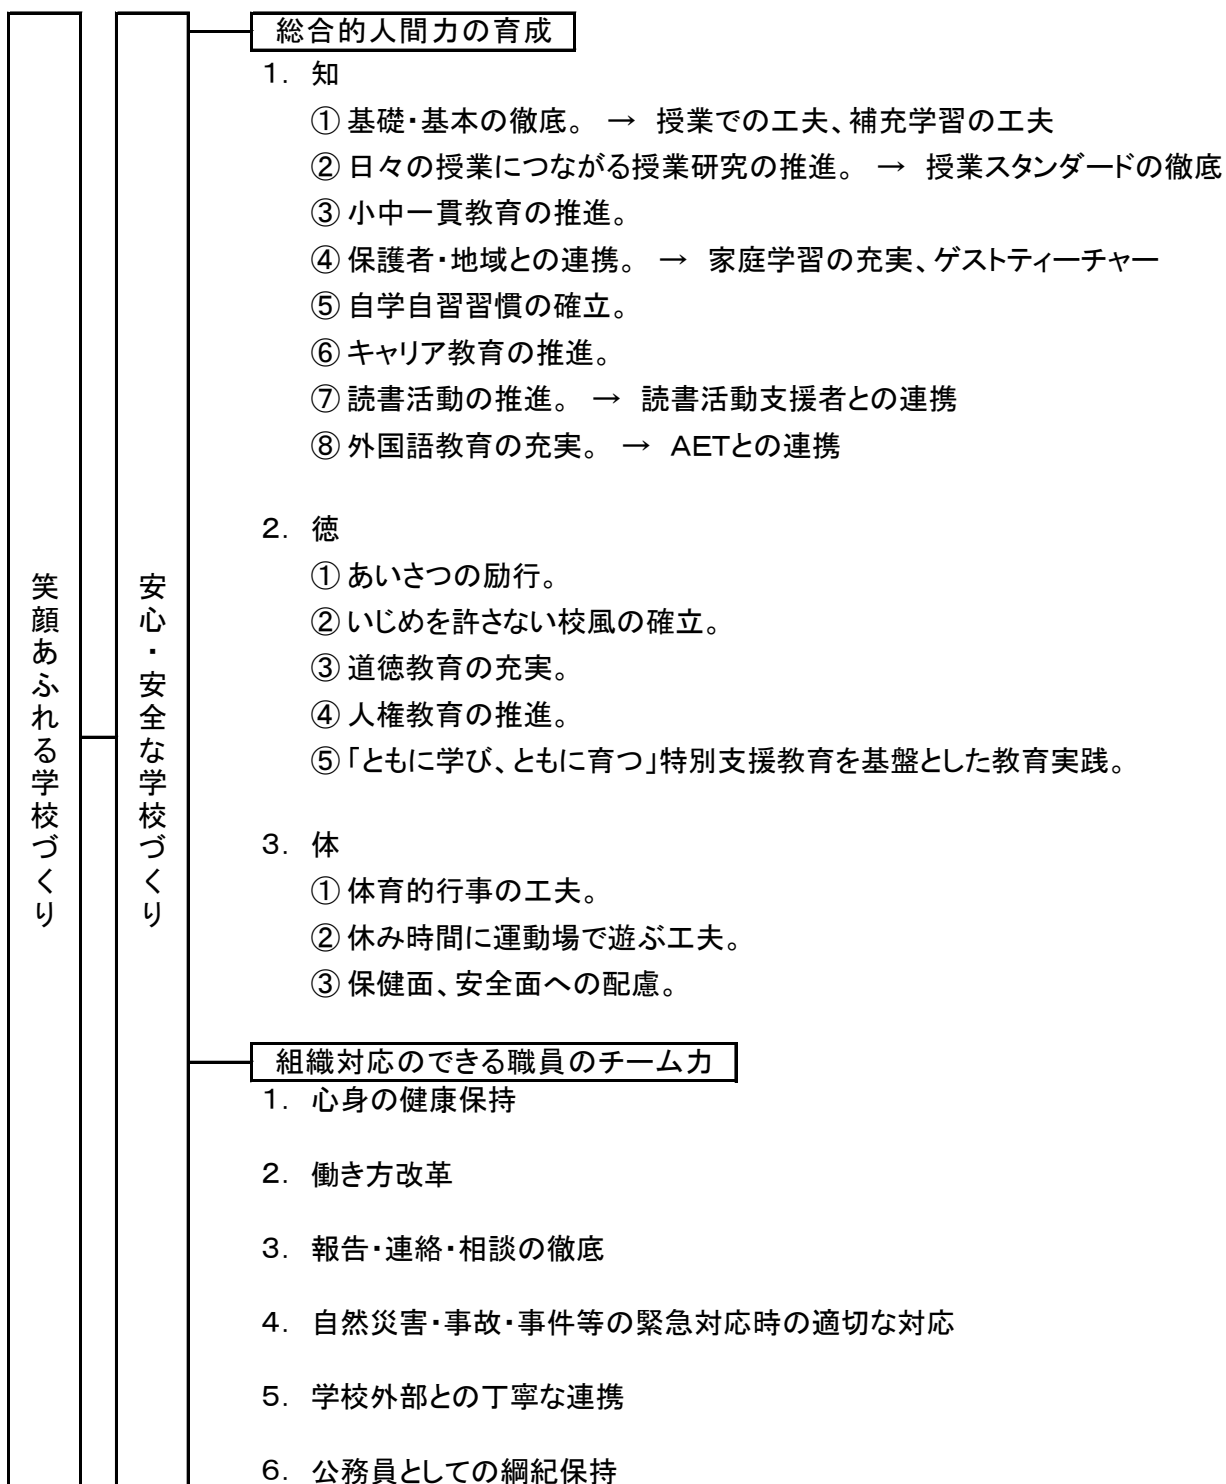 笑顔あふれる学校づくり
安心・安全な学校づくり
総合的人間力の育成
１．知
① 基礎・基本の徹底。 → 授業での工夫、補充学習の工夫
② 日々の授業につながる授業研究の推進。 → 授業スタンダードの徹底
③ 小中一貫教育の推進。
④ 保護者・地域との連携。 → 家庭学習の充実、ゲストティーチャー
⑤ 自学自習習慣の確立。
⑥ キャリア教育の推進。
⑦ 読書活動の推進。 → 読書活動支援者との連携
⑧ 外国語教育の充実。 → AETとの連携
２．徳
① あいさつの励行。
② いじめを許さない校風の確立。
③ 道徳教育の充実。
④ 人権教育の推進。
⑤ 「ともに学び、ともに育つ」特別支援教育を基盤とした教育実践。
３．体
① 体育的行事の工夫。
② 休み時間に運動場で遊ぶ工夫。
③ 保健面、安全面への配慮。
組織対応のできる職員のチーム力
１．心身の健康保持
２．働き方改革
３．報告・連絡・相談の徹底
４．自然災害・事故・事件等の緊急対応時の適切な対応
５．学校外部との丁寧な連携
６．公務員としての綱紀保持